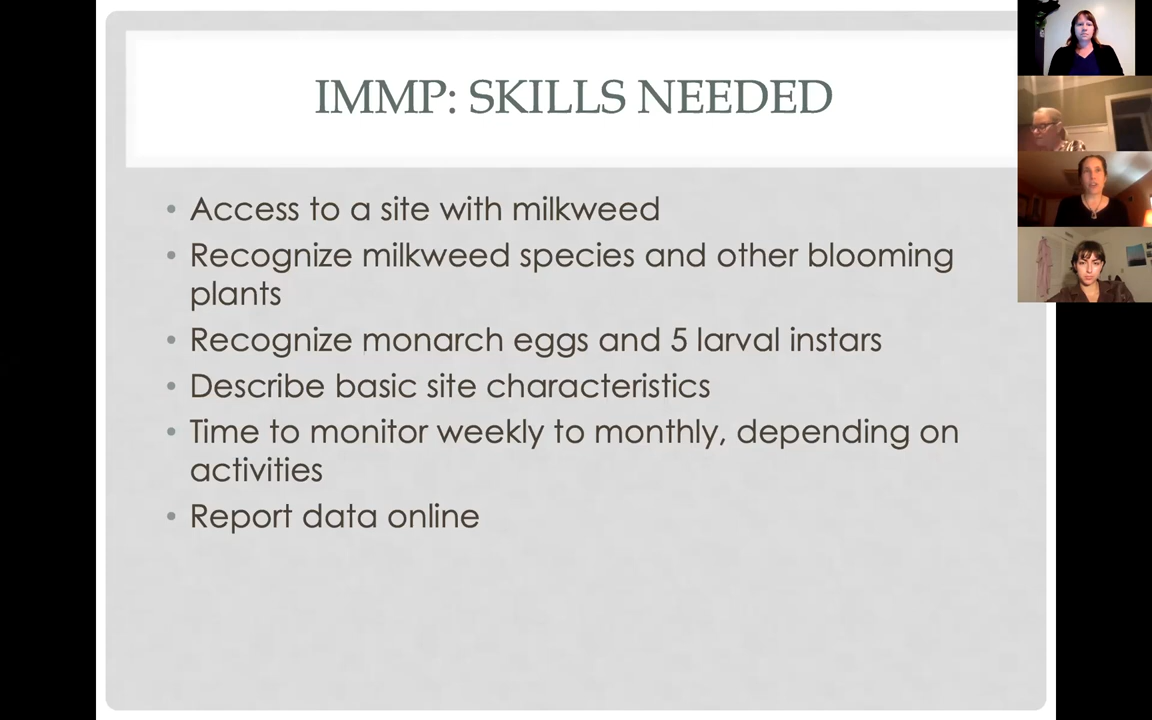 IMMP: SKILLS NEEDED
• Access to a site with milkweed
• Recognize milkweed species and other blooming
plants
• Recognize monarch eggs and 5 larval instars
• Describe basic site characteristics
• Time to monitor weekly to monthly, depending on
activities
• Report data online